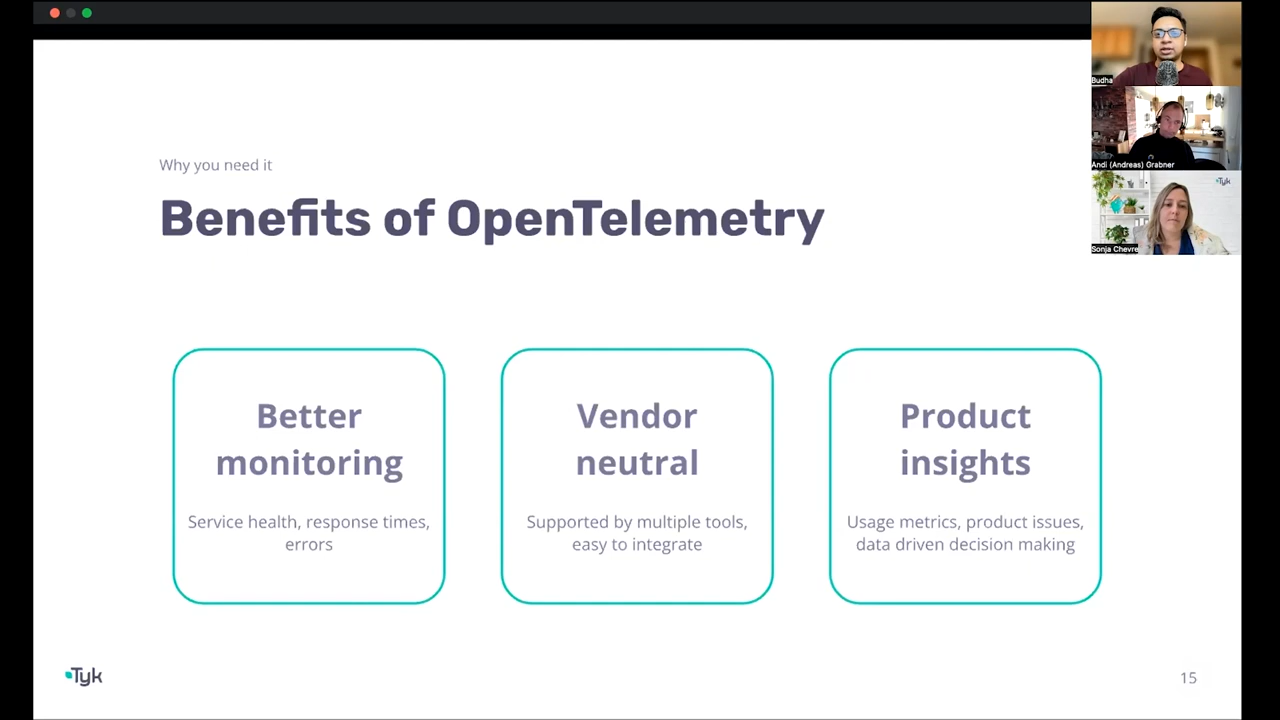 Why you need it
Benefits of OpenTelemetry
Better
monitoring
Service health, response times,
errors
Vendor
neutral
Supported by multiple tools,
easy to integrate
Product
insights
Usage metrics, product issues,
data driven decision making
Tyk
15
Budha
Andi (Andreas) Grabner
Tyk
Sonja Chevre